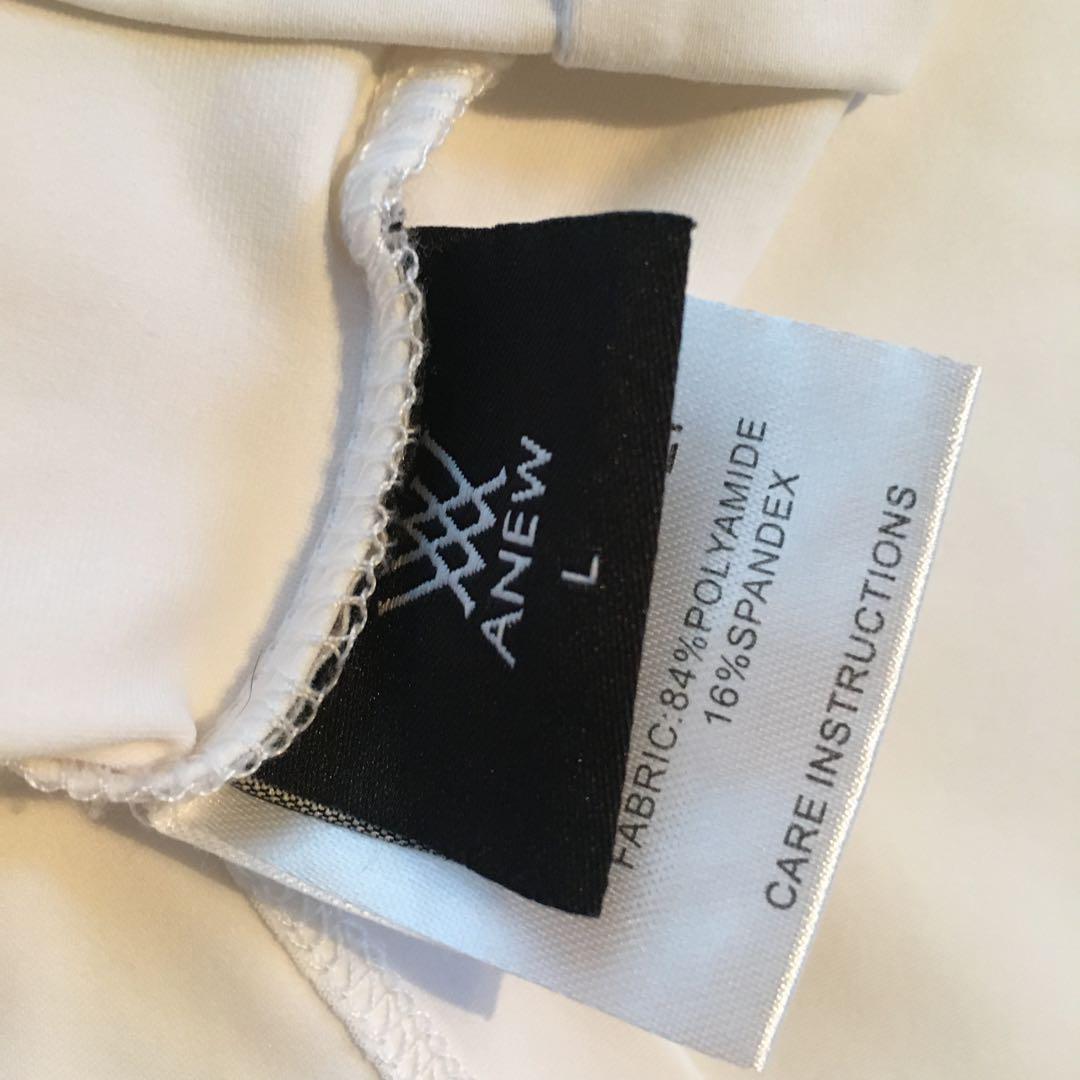 ANEW
L
FABRIC:84%POLYAMIDE
16%SPANDEX
CARE INSTRUCTIONS